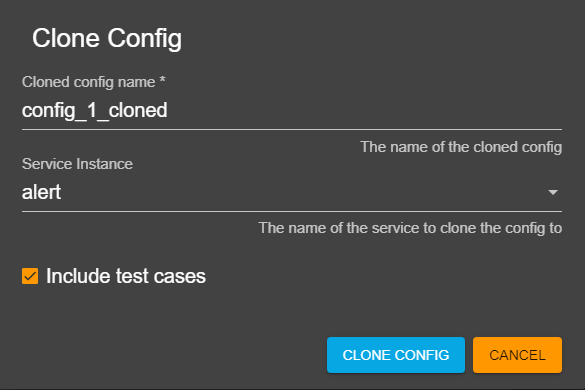 Clone Config
Cloned config name *
config_1_cloned
The name of the cloned config
Service Instance
alert
The name of the service to clone the config to
Include test cases
CLONE CONFIG CANCEL